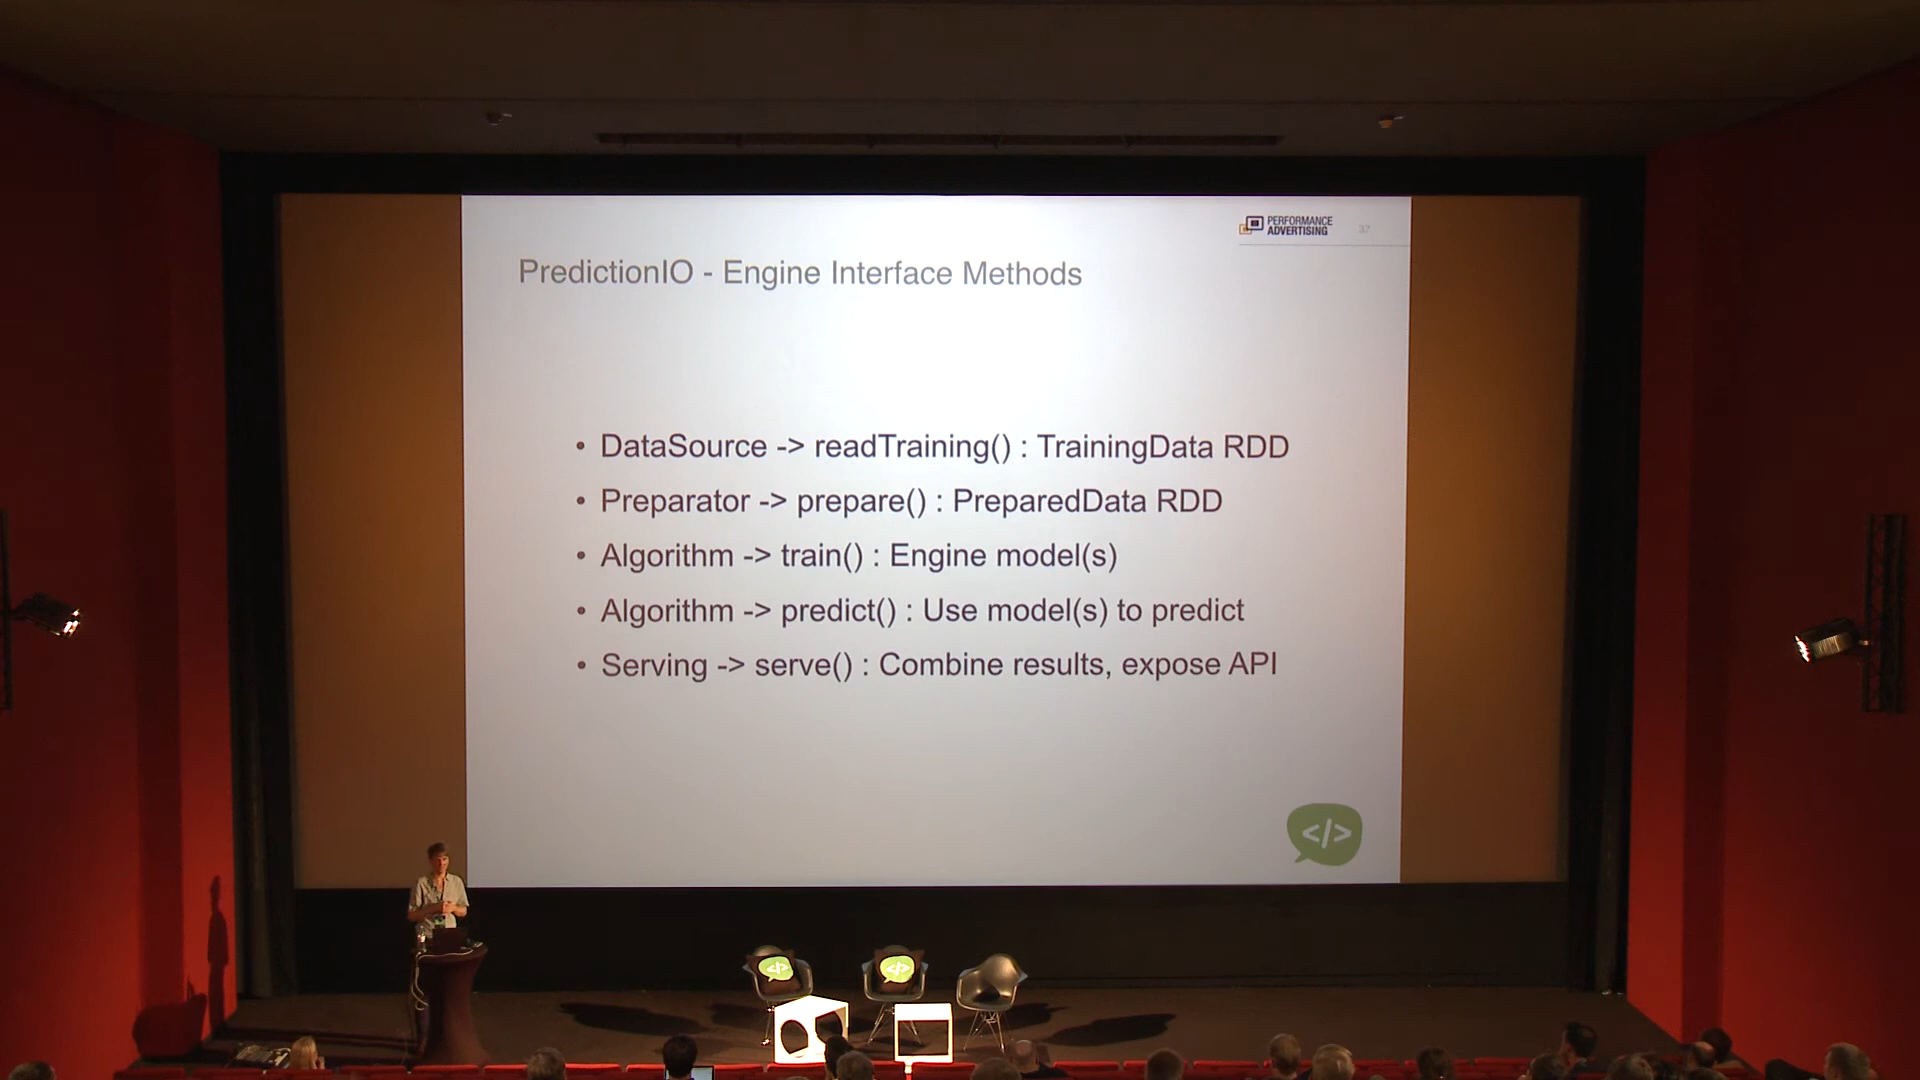 PERFORMANCE
ADVERTISING
37
PredictionIO - Engine Interface Methods
• DataSource -> readTraining() : TrainingData RDD
• Preparator -> prepare() : PreparedData RDD
• Algorithm -> train() : Engine model(s)
• Algorithm -> predict() : Use model(s) to predict
• Serving -> serve() : Combine results, expose API
</>
</>
</>